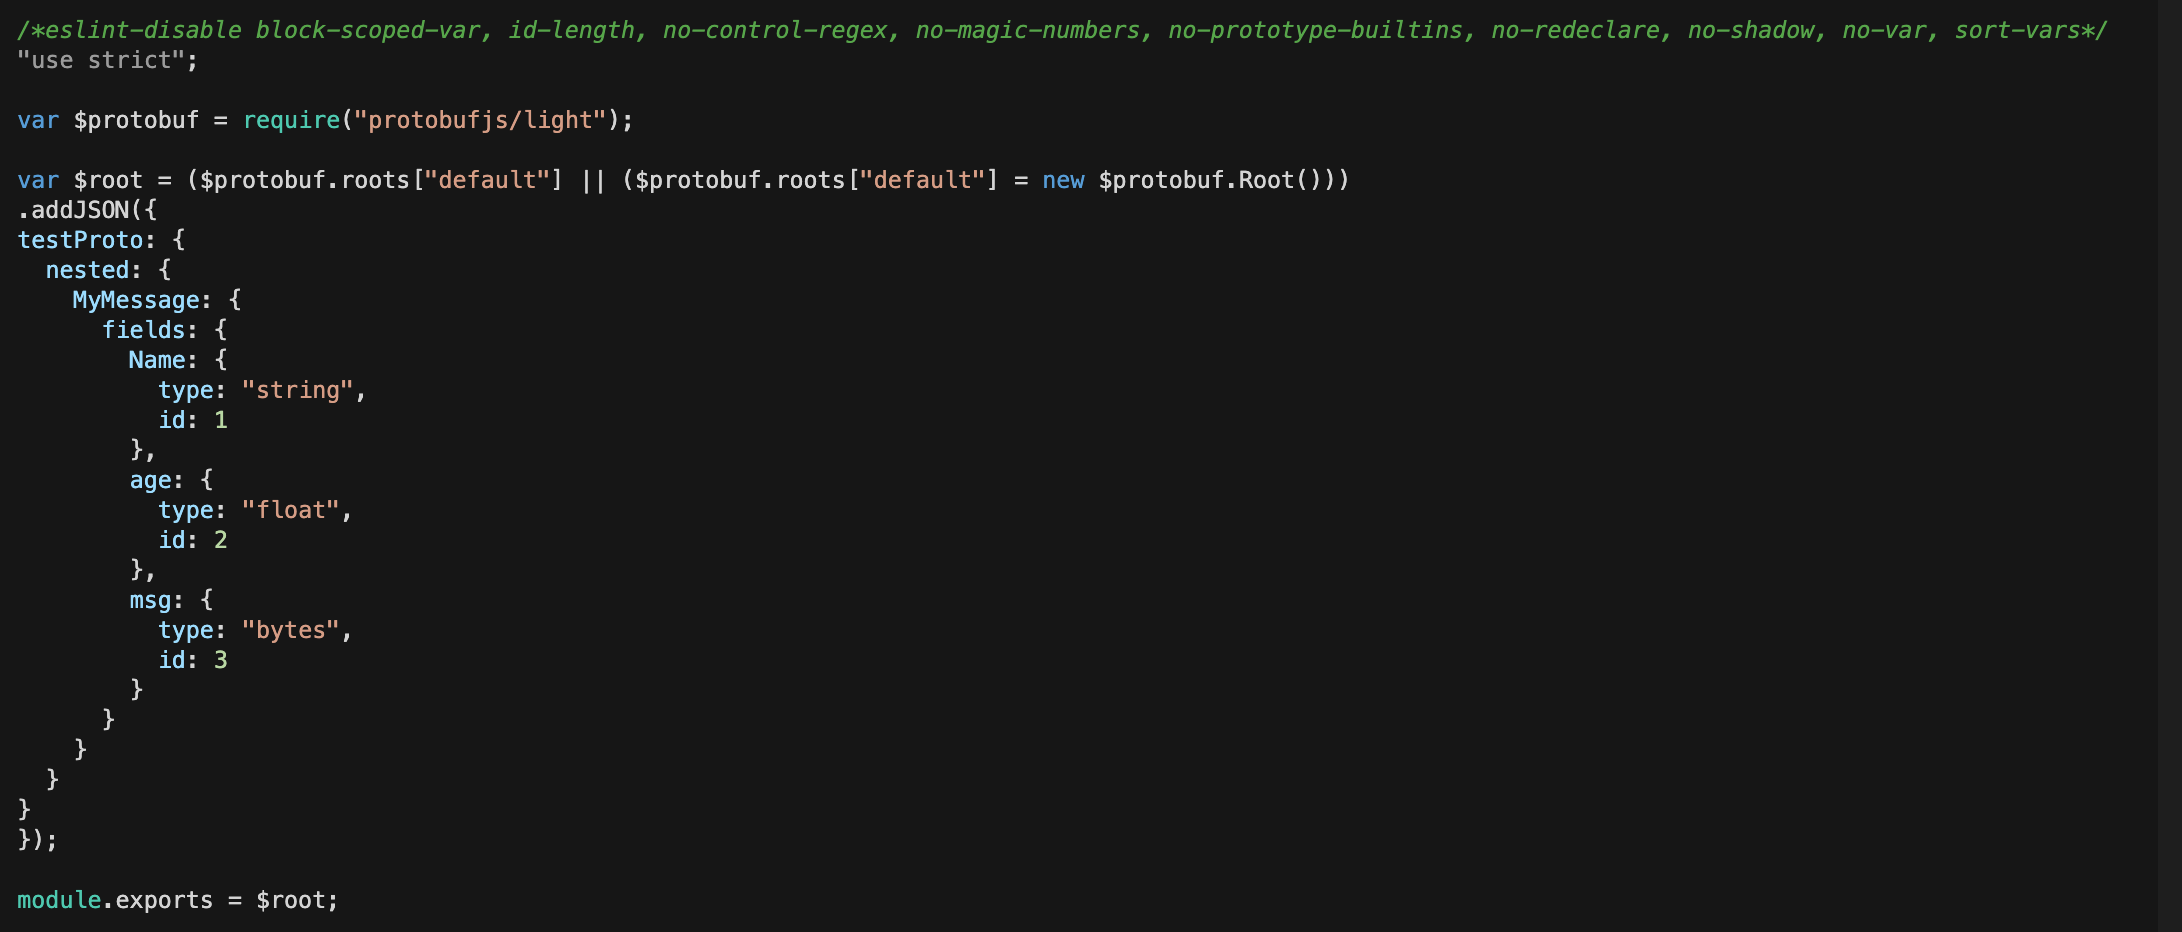 /*eslint-disable block-scoped-var, id-length, no-control-regex, no-magic-numbers, no-prototype-builtins, no-redeclare, no-shadow, no-var, sort-vars*/
"use strict";

var $protobuf = require("protobufjs/light");

var $root = ($protobuf.roots["default"] || ($protobuf.roots["default"] = new $protobuf.Root()))
.addJSON({
testProto: {
  nested: {
    MyMessage: {
      fields: {
        Name: {
          type: "string",
          id: 1
        },
        age: {
          type: "float",
          id: 2
        },
        msg: {
          type: "bytes",
          id: 3
        }
      }
    }
  }
}
});

module.exports = $root;